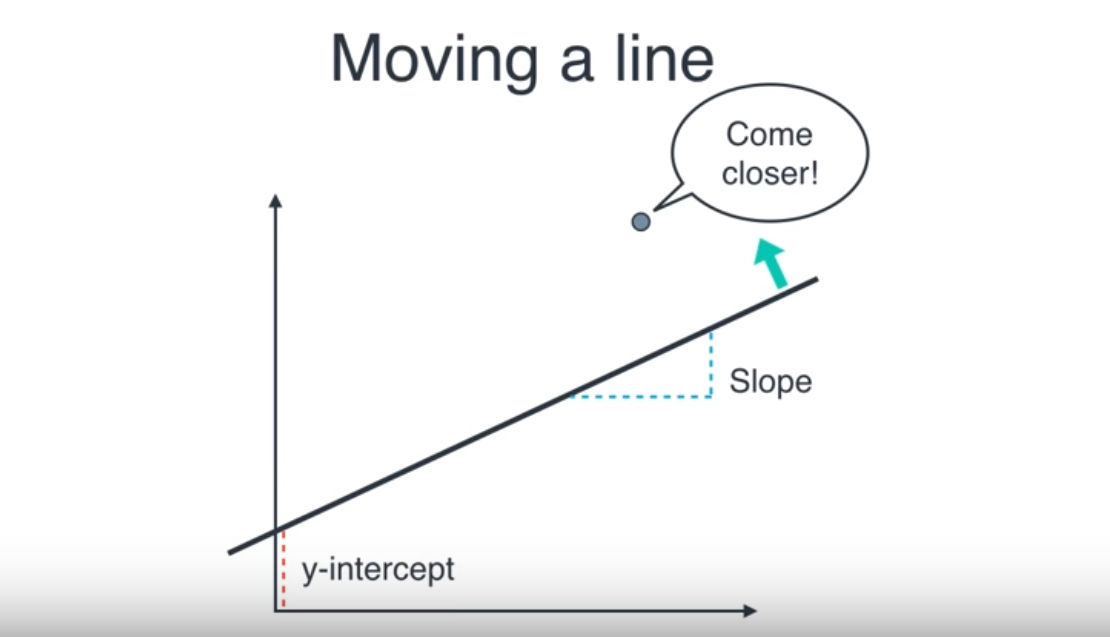 Moving a line
Come
closer!
Slope
y-intercept